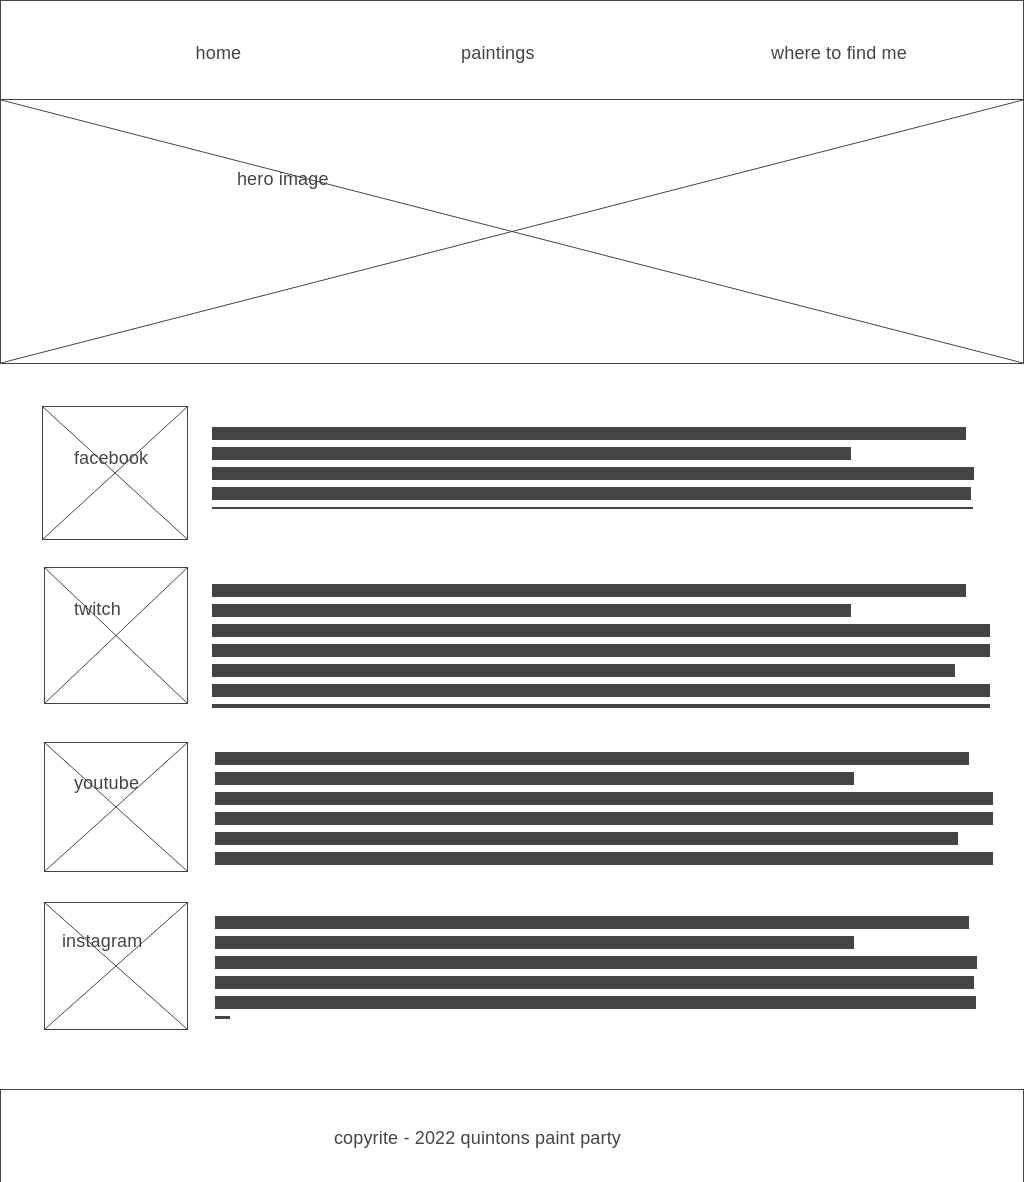 home paintings where to find me
hero image
facebook
twitch
youtube
instagram
copyrite - 2022 quintons paint party